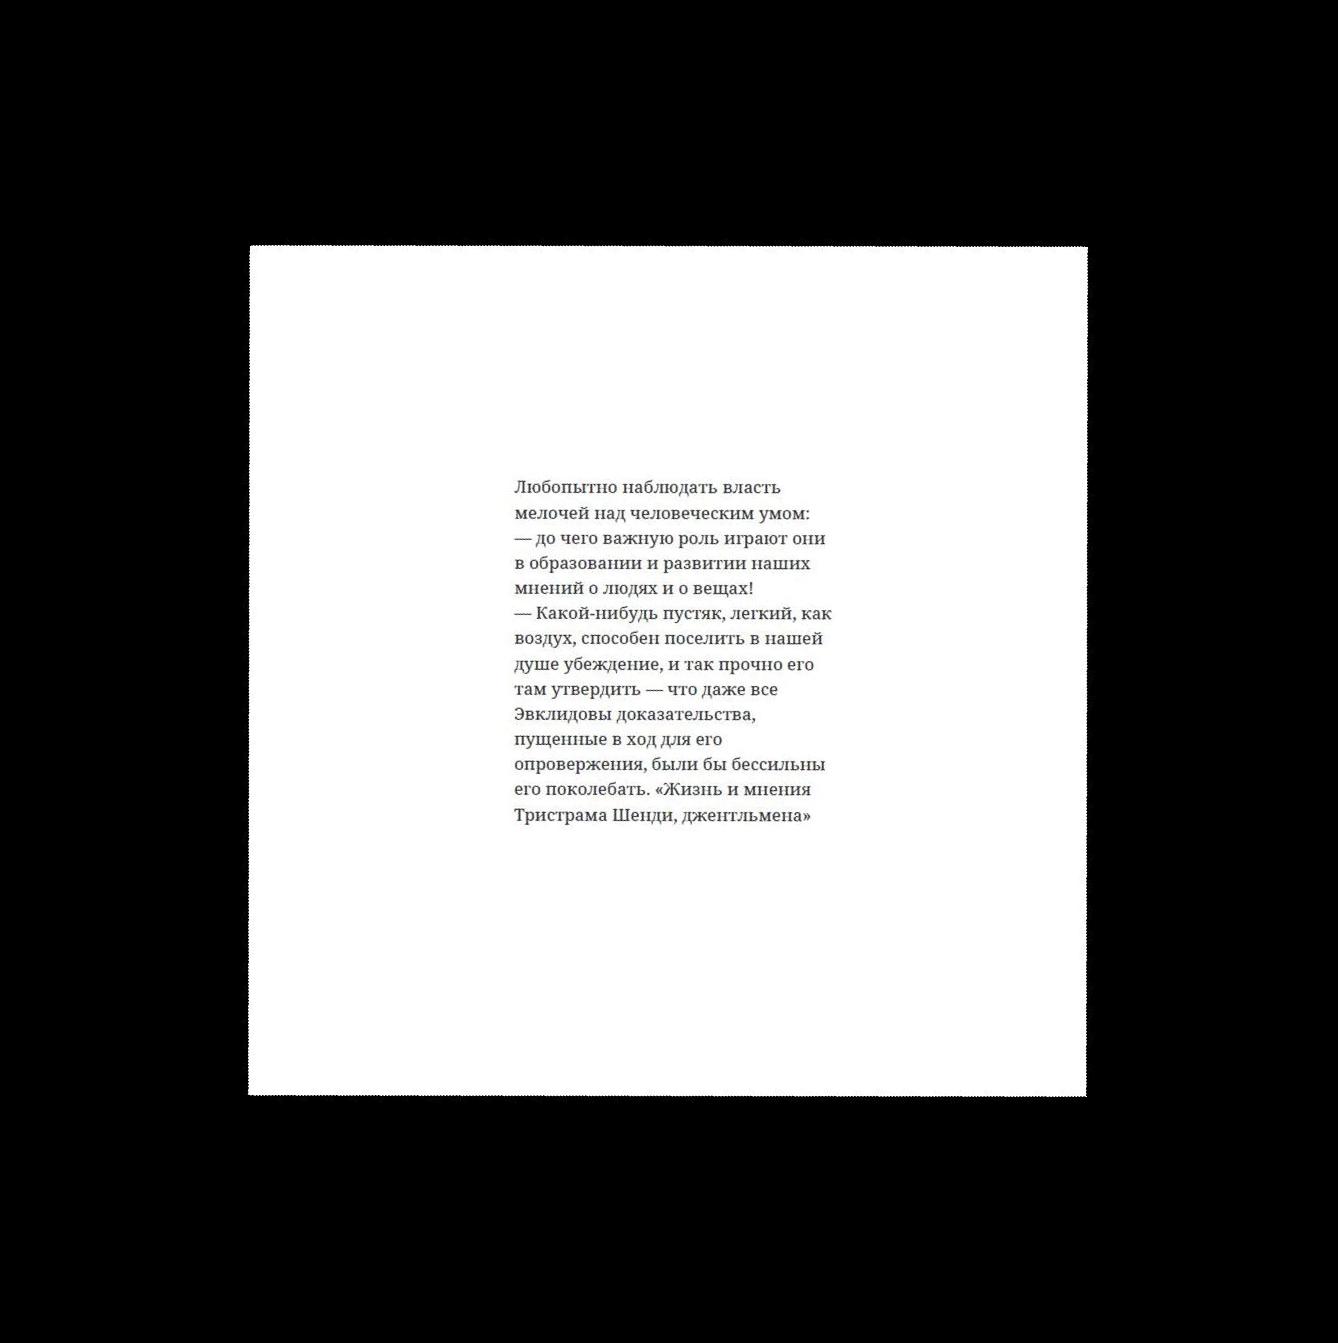 Любопытно наблюдать власть
мелочей над человеческим умом:
— до чего важную роль играют они
в образовании и развитии наших
мнений о людях и о вещах!
— Какой-нибудь пустяк, легкий, как
воздух, способен поселить в нашей
душе убеждение, и так прочно его
там утвердить — что даже все
Эвклидовы доказательства,
пущенные в ход для его
опровержения, были бы бессильны
его поколебать. «Жизнь и мнения
Тристрама Шенди, джентльмена»